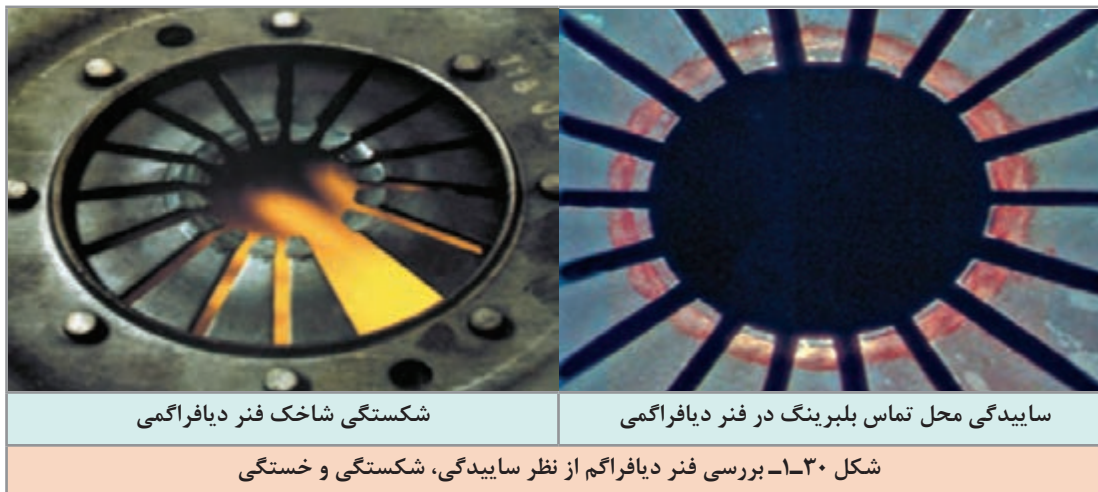 ساییدگی محل تماس بلبرینگ در فنر دیافراگمی
شکستگی شاخک فنر دیافراگمی
شکل ۳۰ـ۱ـ بررسی فنر دیافراگم از نظر ساییدگی، شکستگی و خستگی